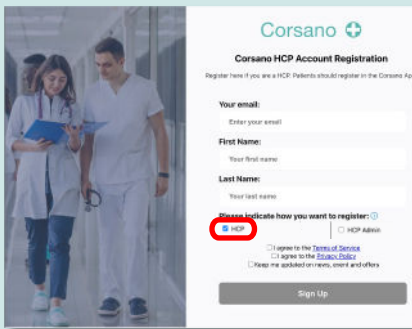 Corsano
Corsano HCP Account Registration
Register here if you are a HCP. Patients should register in the Corsano Ap
Your email:
Enter your email
First Name:
Your first name
Last Name:
Your last name
Please indicate how you want to register:
HCP
HCP Admin
I agree to the Terms of Service
I agree to the Privacy Policy
Keep me updated on news, event and offers
Sign Up